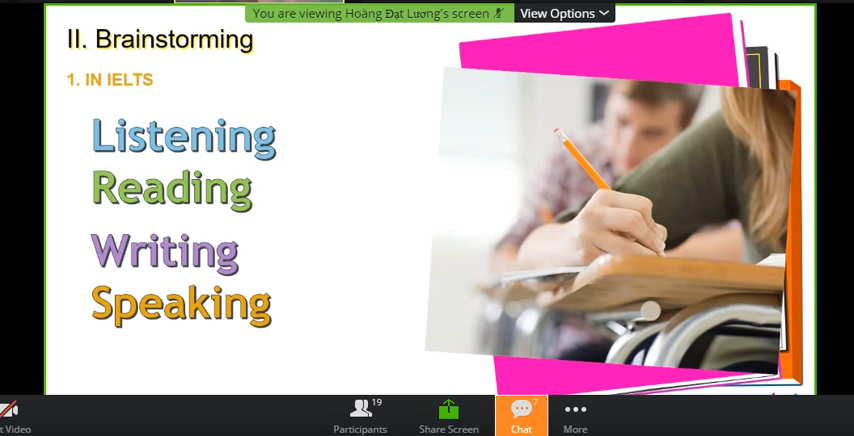 You are viewing Hoàng Đạt Lương's screen
View Options
II. Brainstorming
1. IN IELTS
Listening
Reading
Writing
Speaking
19
7
t Video
Participants
Share Screen
Chat
More